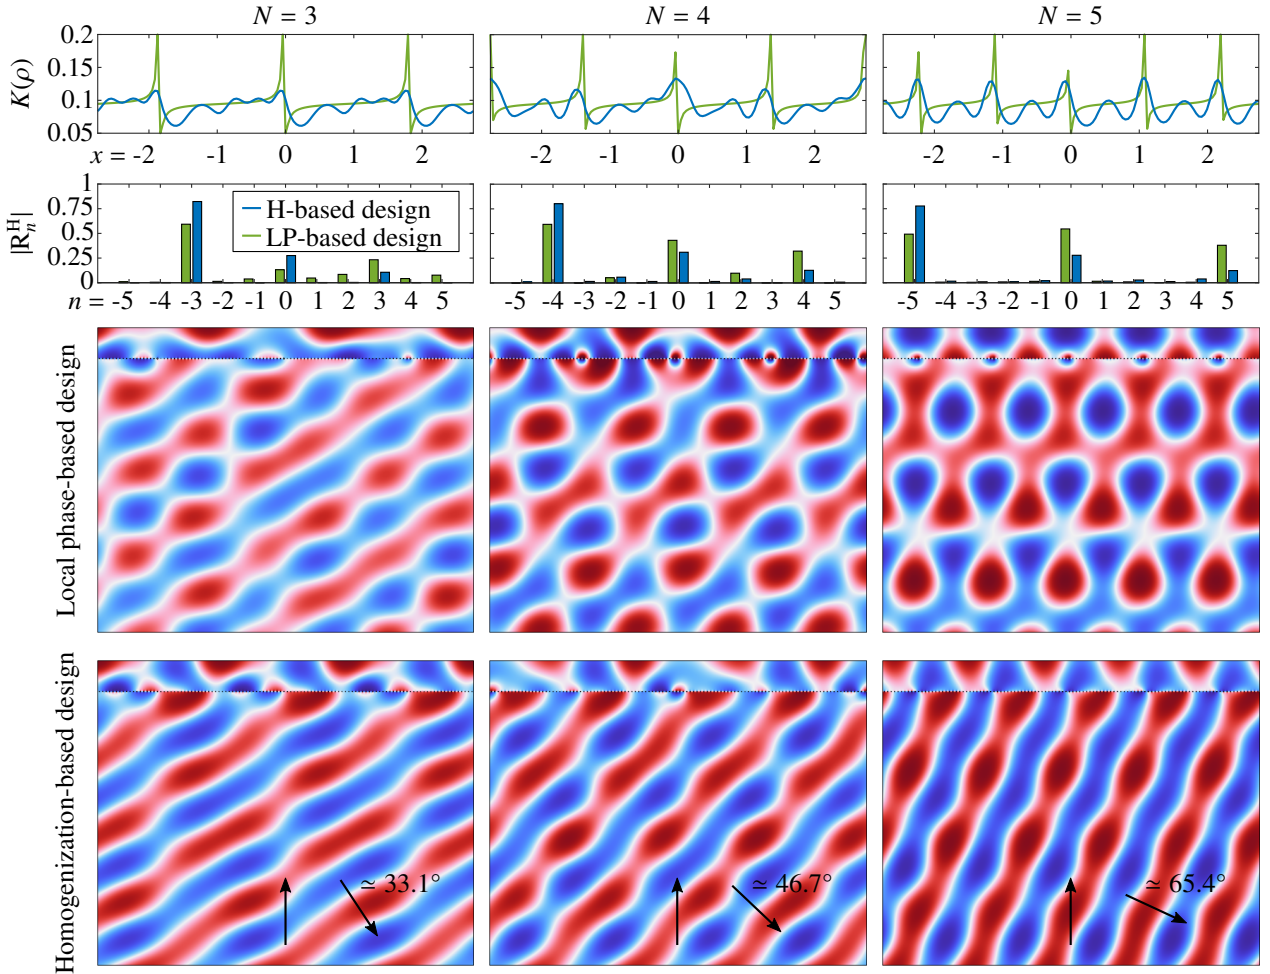 N = 3
N = 4
N = 5
K(ρ)
0.2
0.15
0.1
0.05
x = -2 -1 0 1 2
-2 -1 0 1 2
-2 -1 0 1 2
|R_n^H|
1
0.75
0.5
0.25
0
H-based design
LP-based design
n = -5 -4 -3 -2 -1 0 1 2 3 4 5
-5 -4 -3 -2 -1 0 1 2 3 4 5
-5 -4 -3 -2 -1 0 1 2 3 4 5
Local phase-based design
Homogenization-based design
≃ 33.1°
≃ 46.7°
≃ 65.4°